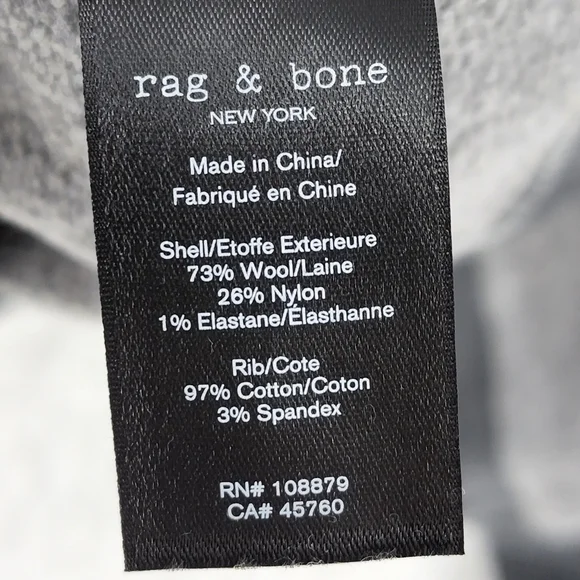 rag & bone
NEW YORK
Made in China/
Fabriqué en Chine
Shell/Etoffe Exterieure
73% Wool/Laine
26% Nylon
1% Elastane/Élasthanne
Rib/Cote
97% Cotton/Coton
3% Spandex
RN# 108879
CA# 45760